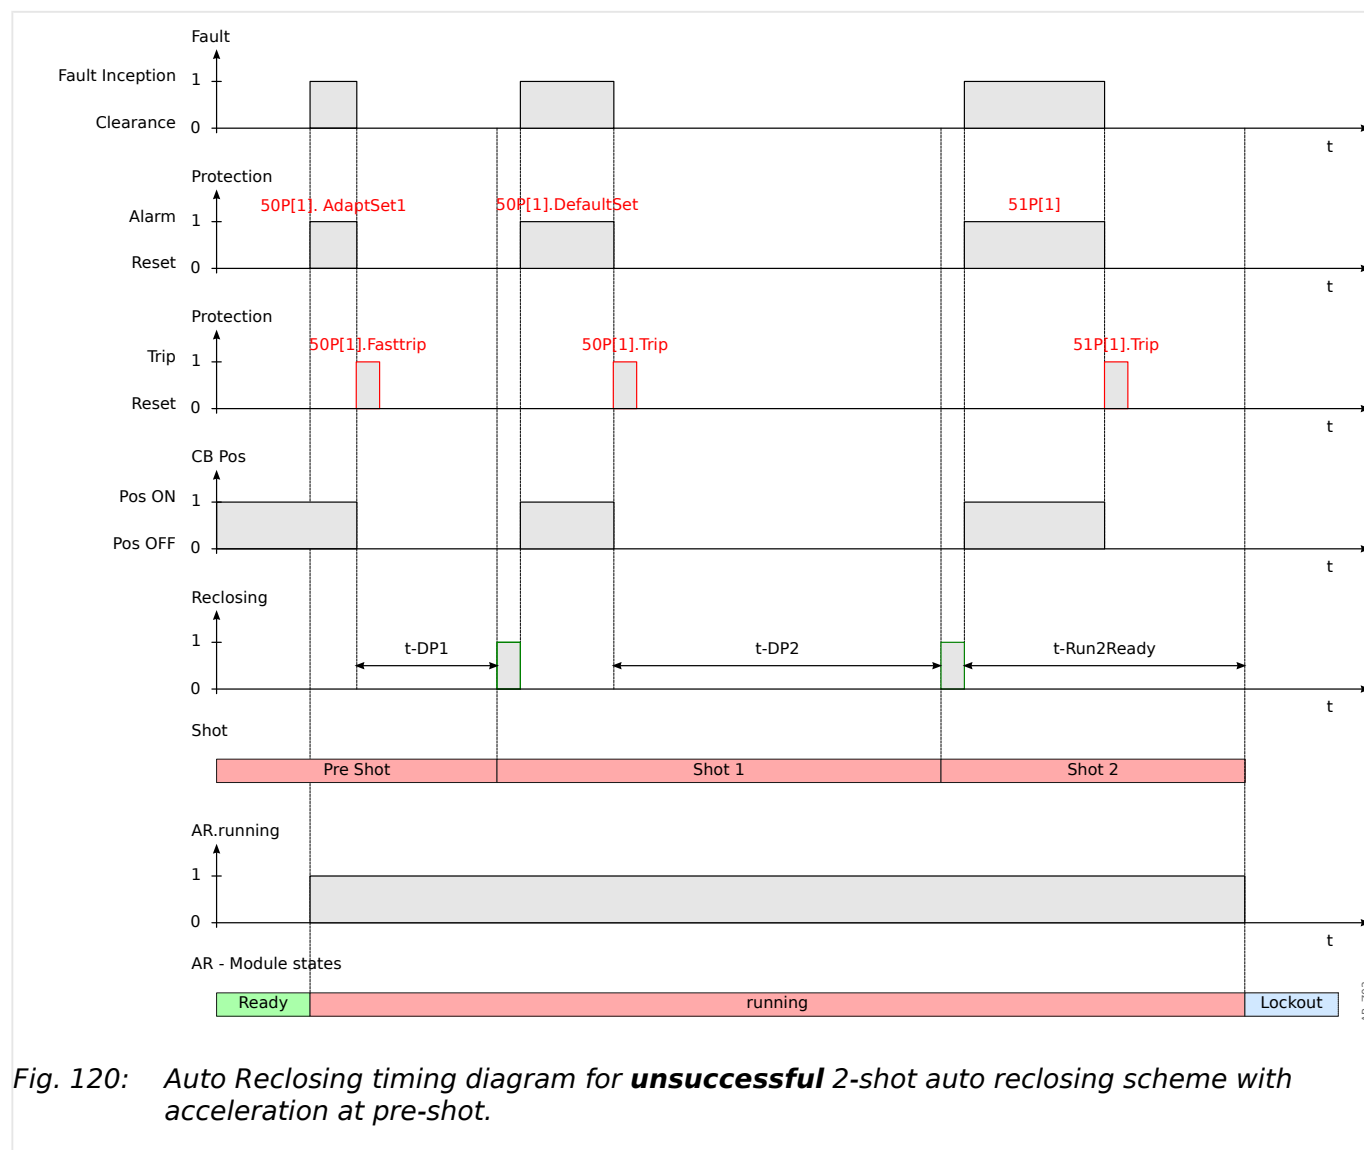 Fault
Fault Inception 1
Clearance 0
t
Protection
50P[1]. AdaptSet1 50P[1].DefaultSet 51P[1]
Alarm 1
Reset 0
t
Protection
50P[1].Fasttrip 50P[1].Trip 51P[1].Trip
Trip 1
Reset 0
t
CB Pos
Pos ON 1
Pos OFF 0
t
Reclosing
1 t-DP1 t-DP2 t-Run2Ready
0
t
Shot
Pre Shot Shot 1 Shot 2
AR.running
1
0
t
AR - Module states
Ready running Lockout
Fig. 120: Auto Reclosing timing diagram for unsuccessful 2-shot auto reclosing scheme with
acceleration at pre-shot.